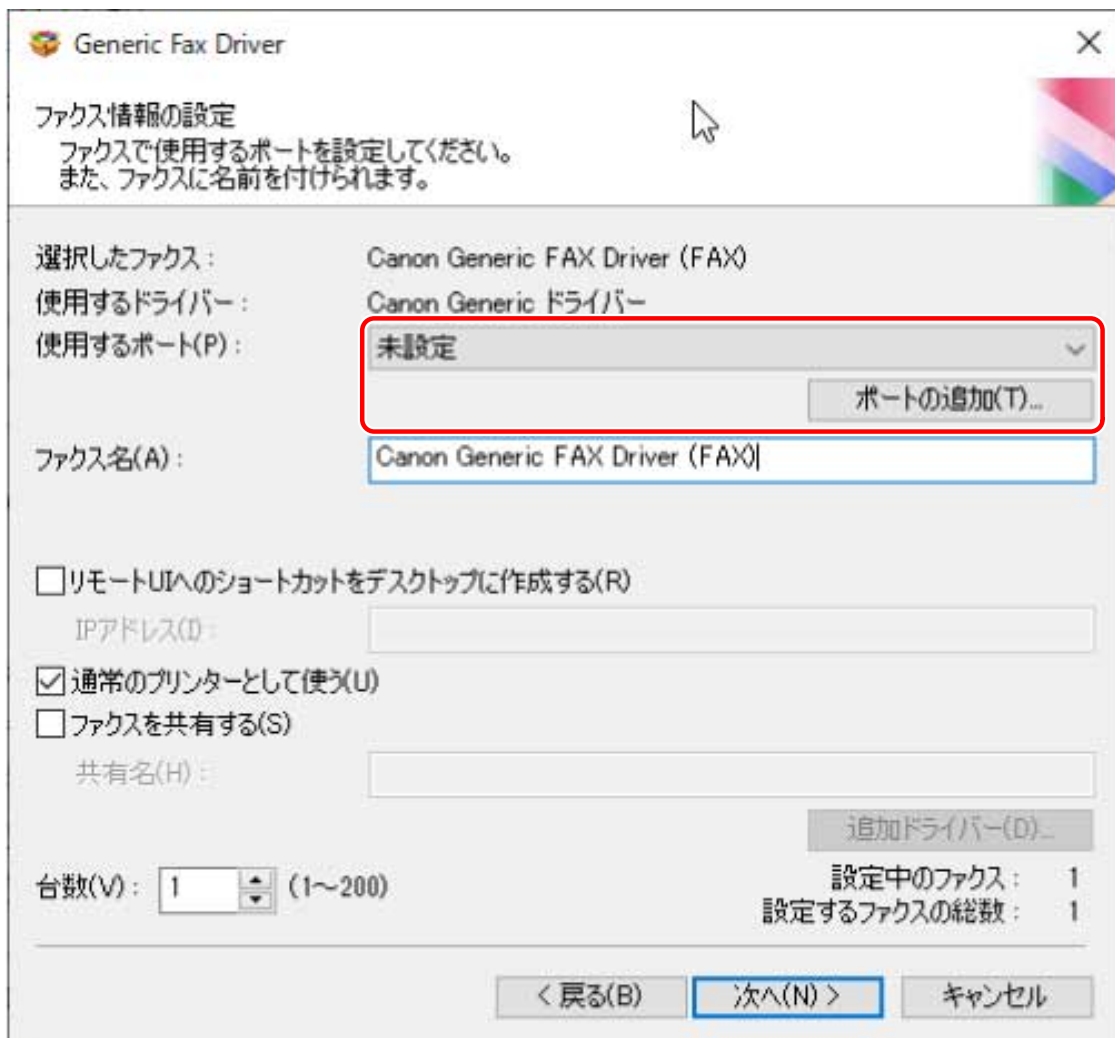 Generic Fax Driver
ファクス情報の設定
ファクスで使用するポートを設定してください。
また、ファクスに名前を付けられます。
選択したファクス : Canon Generic FAX Driver (FAX)
使用するドライバー : Canon Generic ドライバー
使用するポート(P) : 未設定
ポートの追加(T)...
ファクス名(A) : Canon Generic FAX Driver (FAX)
リモートUIへのショートカットをデスクトップに作成する(R)
IPアドレス(I) :
通常のプリンターとして使う(U)
ファクスを共有する(S)
共有名(H) :
追加ドライバー(D)...
台数(V) : 1 (1～200)
設定中のファクス : 1
設定するファクスの総数 : 1
< 戻る(B) 次へ(N) > キャンセル